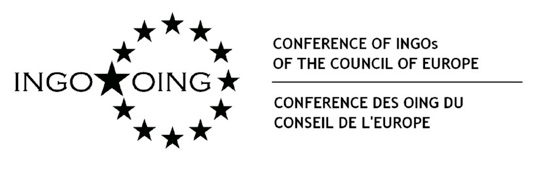 INGO★OING
CONFERENCE OF INGOs
OF THE COUNCIL OF EUROPE
CONFERENCE DES OING DU
CONSEIL DE L'EUROPE